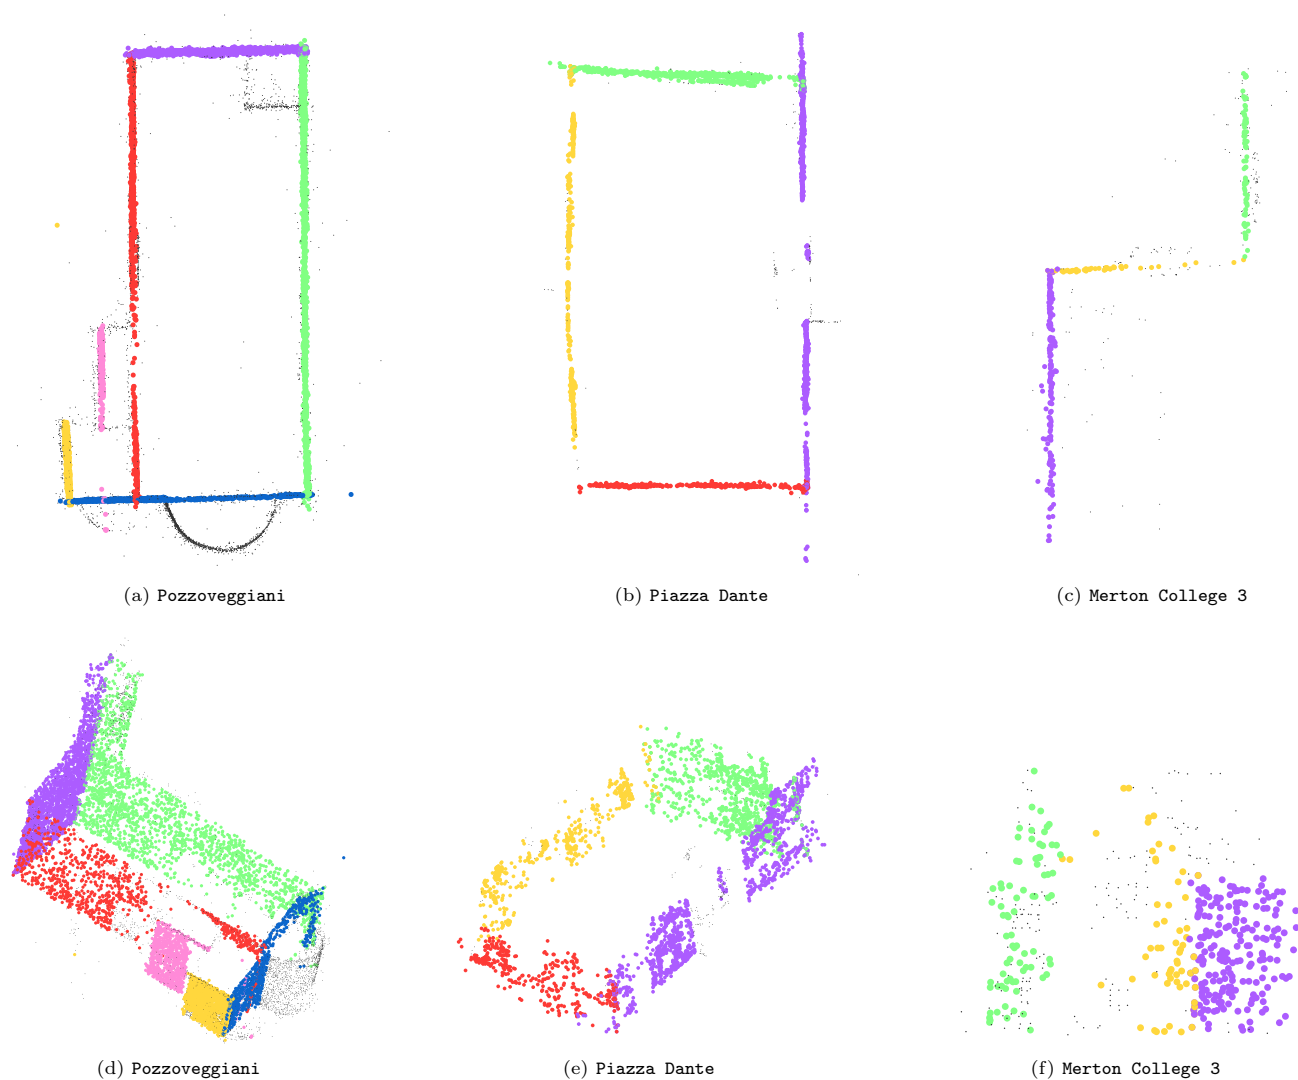 (a) Pozzoveggiani
(b) Piazza Dante
(c) Merton College 3
(d) Pozzoveggiani
(e) Piazza Dante
(f) Merton College 3